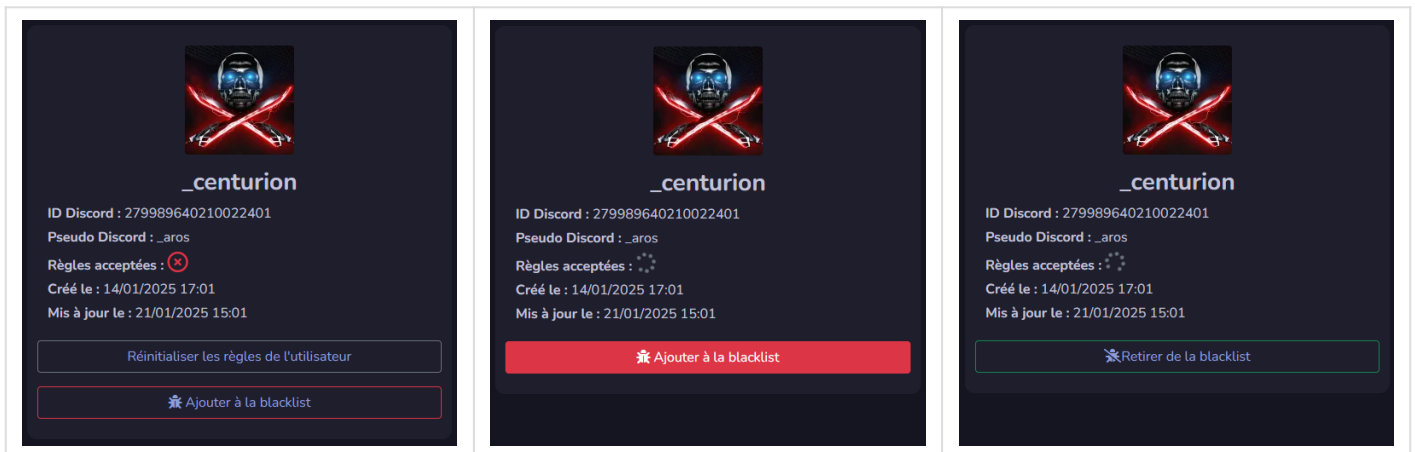 _centurion
ID Discord : 279989640210022401
Pseudo Discord : _aros
Règles acceptées :
Créé le : 14/01/2025 17:01
Mis à jour le : 21/01/2025 15:01
Réinitialiser les règles de l'utilisateur
Ajouter à la blacklist
_centurion
ID Discord : 279989640210022401
Pseudo Discord : _aros
Règles acceptées :
Créé le : 14/01/2025 17:01
Mis à jour le : 21/01/2025 15:01
Ajouter à la blacklist
_centurion
ID Discord : 279989640210022401
Pseudo Discord : _aros
Règles acceptées :
Créé le : 14/01/2025 17:01
Mis à jour le : 21/01/2025 15:01
Retirer de la blacklist